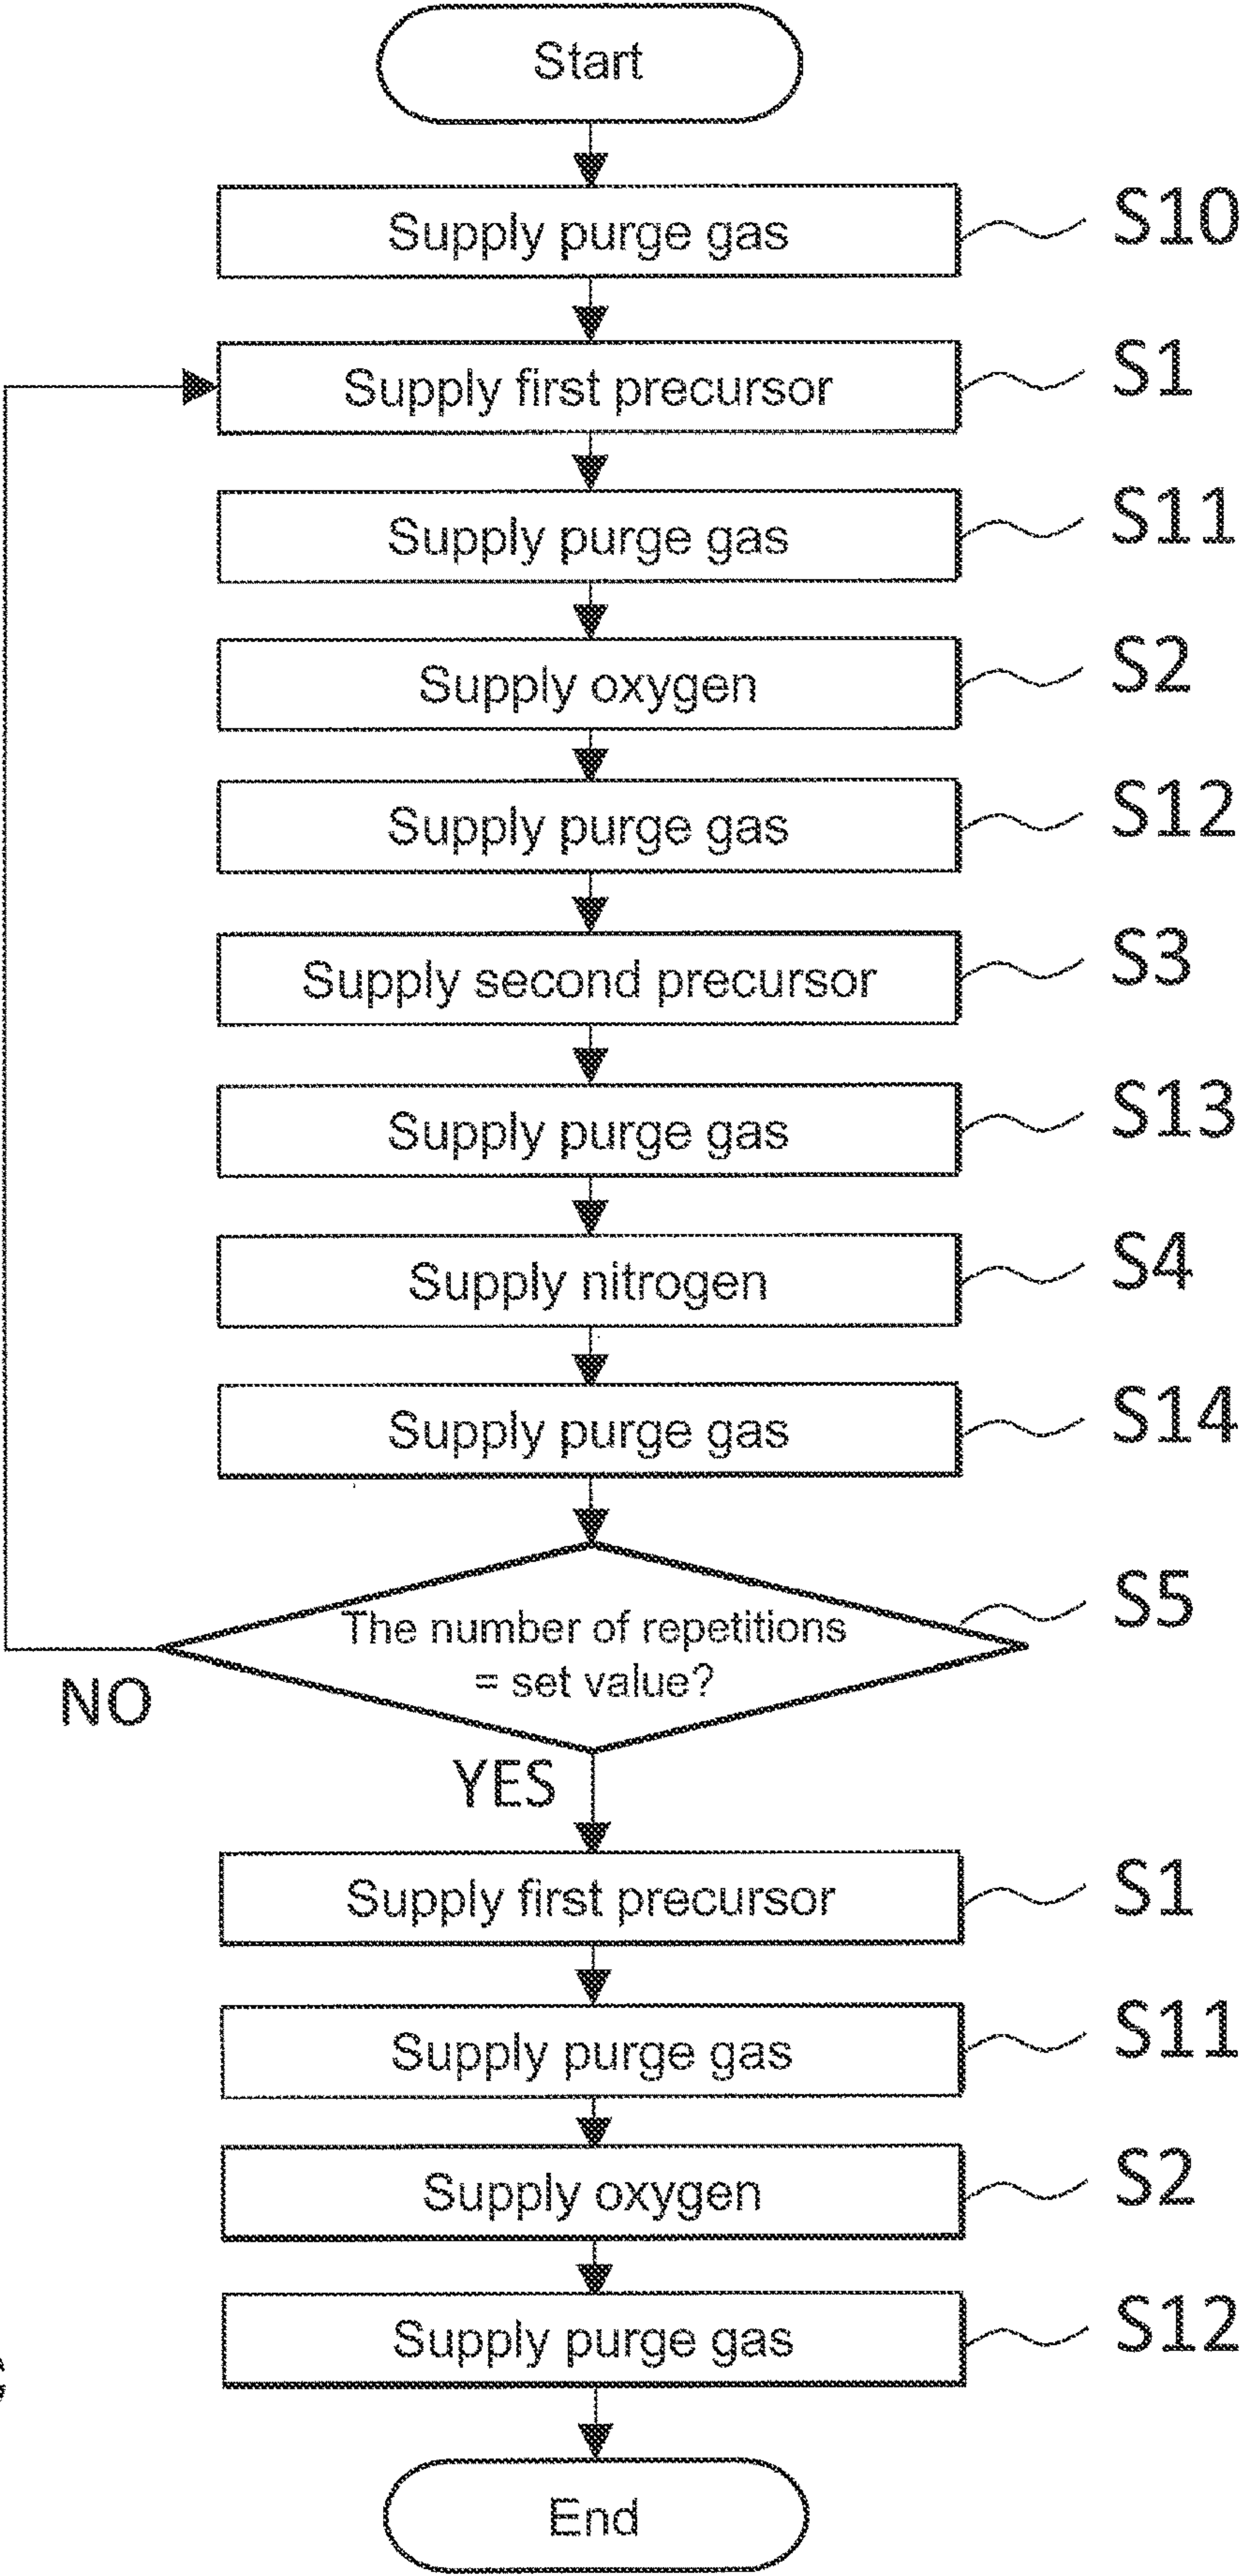 Start
Supply purge gas S10
Supply first precursor S1
Supply purge gas S11
Supply oxygen S2
Supply purge gas S12
Supply second precursor S3
Supply purge gas S13
Supply nitrogen S4
Supply purge gas S14
The number of repetitions S5
= set value?
NO
YES
Supply first precursor S1
Supply purge gas S11
Supply oxygen S2
Supply purge gas S12
End